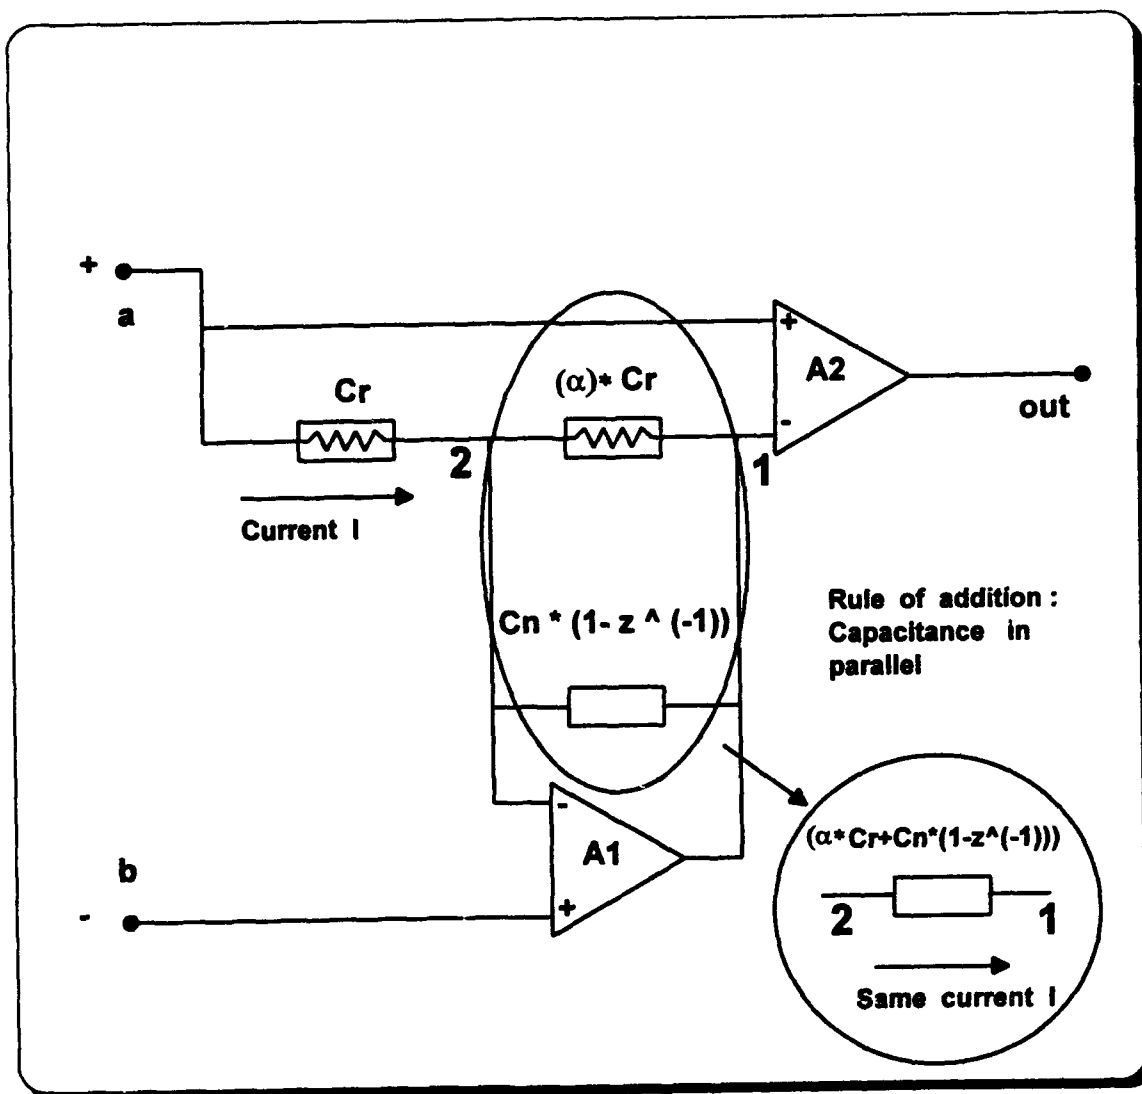 +
a
Cr
(α)* Cr
+
A2
-
out
2
1
Current I
Cn * (1- z ^ (-1))
Rule of addition :
Capacitance in
parallel
-
A1
+
b
-
(α*Cr+Cn*(1-z^(-1)))
2
1
Same current I